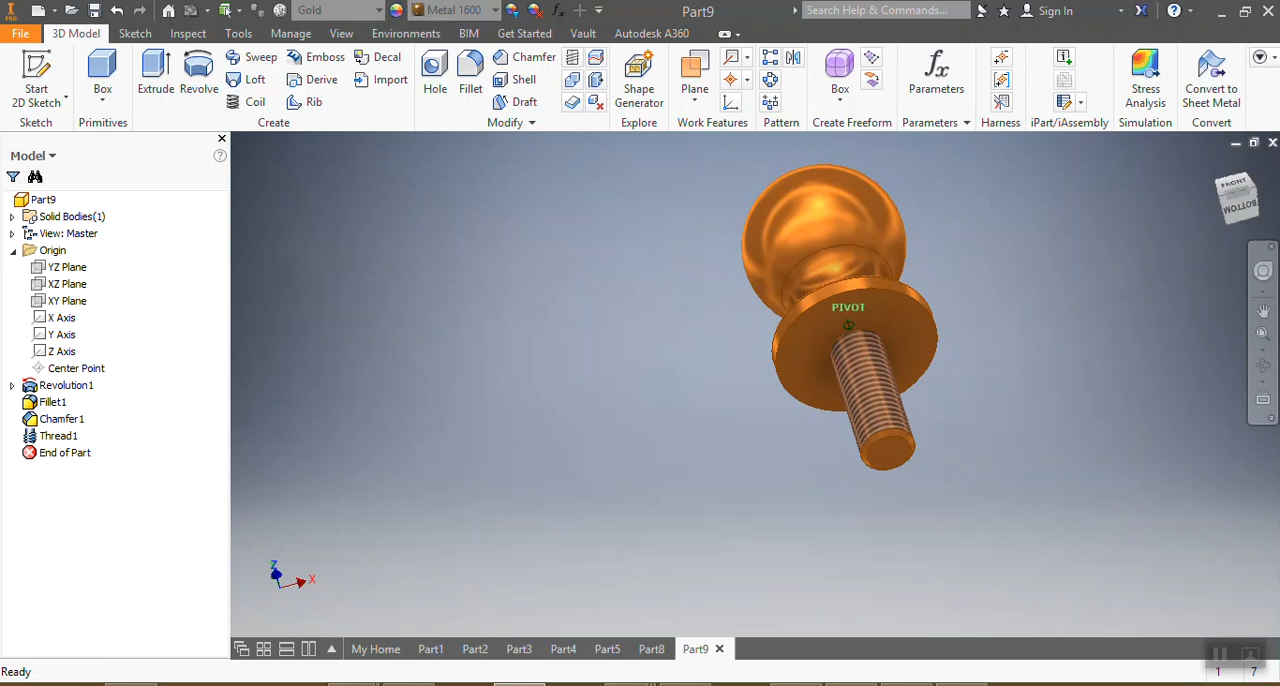 PRO
Gold
Metal 1600
fx
Part9
Search Help & Commands...
Sign In
File
3D Model
Sketch
Inspect
Tools
Manage
View
Environments
BIM
Get Started
Vault
Autodesk A360
Start
2D Sketch
Box
Extrude
Revolve
Sweep
Loft
Coil
Emboss
Derive
Rib
Decal
Import
Hole
Fillet
Chamfer
Shell
Draft
Shape
Generator
Plane
Box
fx
Parameters
Stress
Analysis
Convert to
Sheet Metal
Sketch
Primitives
Create
Modify
Explore
Work Features
Pattern
Create Freeform
Parameters
Harness
iPart/iAssembly
Simulation
Convert
Model
Part9
Solid Bodies(1)
View: Master
Origin
YZ Plane
XZ Plane
XY Plane
X Axis
Y Axis
Z Axis
Center Point
Revolution1
Fillet1
Chamfer1
Thread1
End of Part
FRONT
BOTTOM
PIVOT
Z
X
My Home
Part1
Part2
Part3
Part4
Part5
Part8
Part9
Ready
1
7